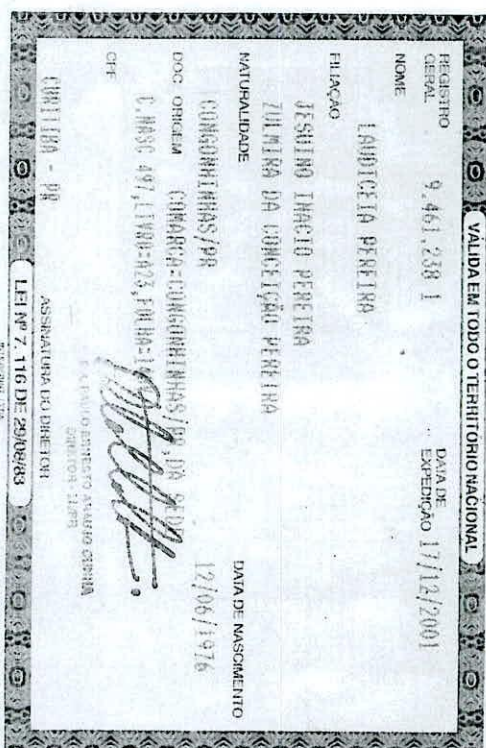 VÁLIDA EM TODO O TERRITÓRIO NACIONAL
REGISTRO GERAL 9.461.238 1 DATA DE EXPEDIÇÃO 17/12/2001
NOME
LAUDICEIA PEREIRA
FILIAÇÃO
JESUINO INACIO PEREIRA
ZULMIRA DA CONCEIÇÃO PEREIRA
NATURALIDADE DATA DE NASCIMENTO
CONGONHINHAS/PR 12/06/1976
DOC. ORIGEM COMARCA=CONGONHINHAS/PR, DA SEDE
C.NASC 497, LIVRO=A23, FOLHA=
CPF
CURITIBA - PR
ASSINATURA DO DIRETOR
LEI Nº 7.116 DE 29/08/83